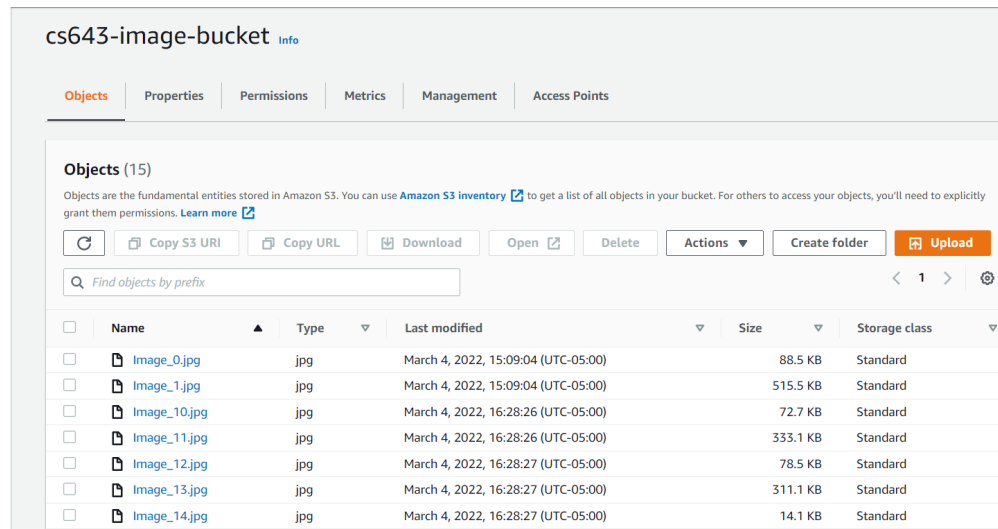 cs643-image-bucket Info
Objects Properties Permissions Metrics Management Access Points
Objects (15)
Objects are the fundamental entities stored in Amazon S3. You can use Amazon S3 inventory to get a list of all objects in your bucket. For others to access your objects, you'll need to explicitly
grant them permissions. Learn more
Copy S3 URI Copy URL Download Open Delete Actions Create folder Upload
Find objects by prefix 1
Name Type Last modified Size Storage class
Image_0.jpg jpg March 4, 2022, 15:09:04 (UTC-05:00) 88.5 KB Standard
Image_1.jpg jpg March 4, 2022, 15:09:04 (UTC-05:00) 515.5 KB Standard
Image_10.jpg jpg March 4, 2022, 16:28:26 (UTC-05:00) 72.7 KB Standard
Image_11.jpg jpg March 4, 2022, 16:28:26 (UTC-05:00) 333.1 KB Standard
Image_12.jpg jpg March 4, 2022, 16:28:27 (UTC-05:00) 78.5 KB Standard
Image_13.jpg jpg March 4, 2022, 16:28:27 (UTC-05:00) 311.1 KB Standard
Image_14.jpg jpg March 4, 2022, 16:28:27 (UTC-05:00) 14.1 KB Standard